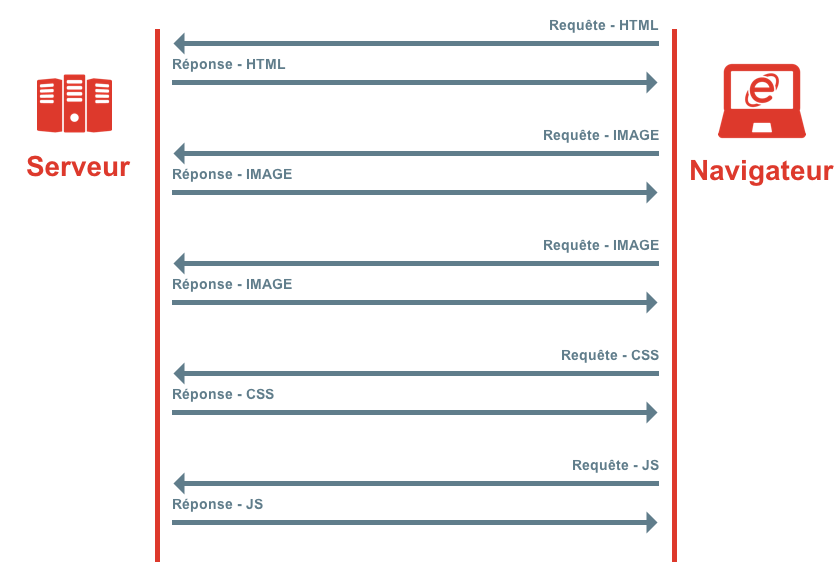 Requête - HTML
Réponse - HTML
Serveur
Navigateur
Requête - IMAGE
Réponse - IMAGE
Requête - IMAGE
Réponse - IMAGE
Requête - CSS
Réponse - CSS
Requête - JS
Réponse - JS